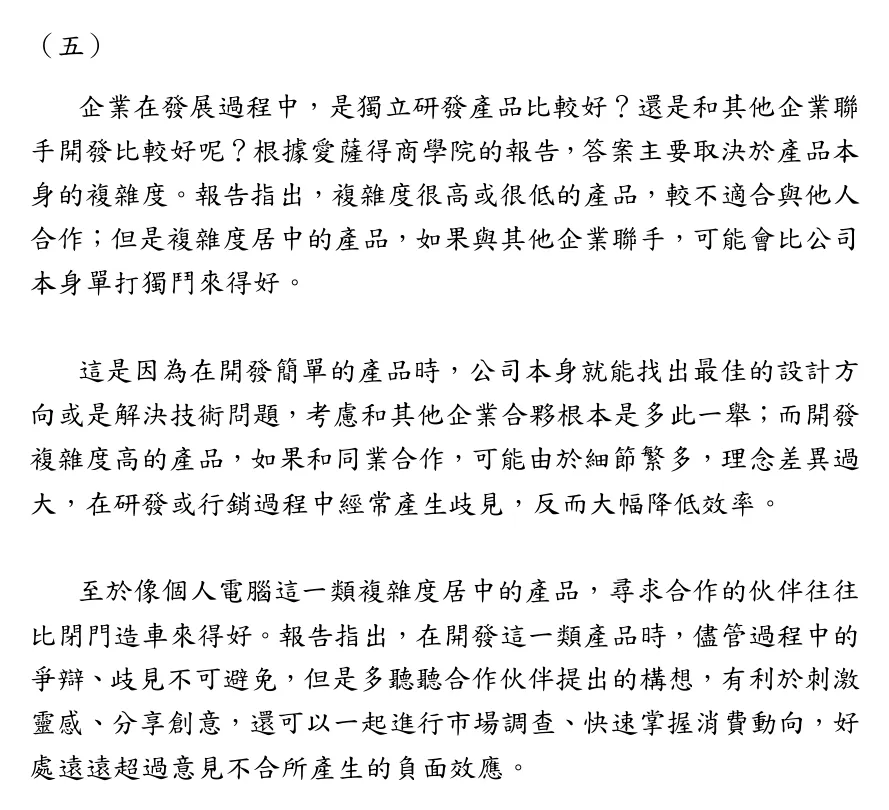 （五）
企業在發展過程中，是獨立研發產品比較好？還是和其他企業聯
手開發比較好呢？根據愛薩得商學院的報告，答案主要取決於產品本
身的複雜度。報告指出，複雜度很高或很低的產品，較不適合與他人
合作；但是複雜度居中的產品，如果與其他企業聯手，可能會比公司
本身單打獨鬥來得好。
這是因為在開發簡單的產品時，公司本身就能找出最佳的設計方
向或是解決技術問題，考慮和其他企業合夥根本是多此一舉；而開發
複雜度高的產品，如果和同業合作，可能由於細節繁多，理念差異過
大，在研發或行銷過程中經常產生歧見，反而大幅降低效率。
至於像個人電腦這一類複雜度居中的產品，尋求合作的伙伴往往
比閉門造車來得好。報告指出，在開發這一類產品時，儘管過程中的
爭辯、歧見不可避免，但是多聽聽合作伙伴提出的構想，有利於刺激
靈感、分享創意，還可以一起進行市場調查、快速掌握消費動向，好
處遠遠超過意見不合所產生的負面效應。